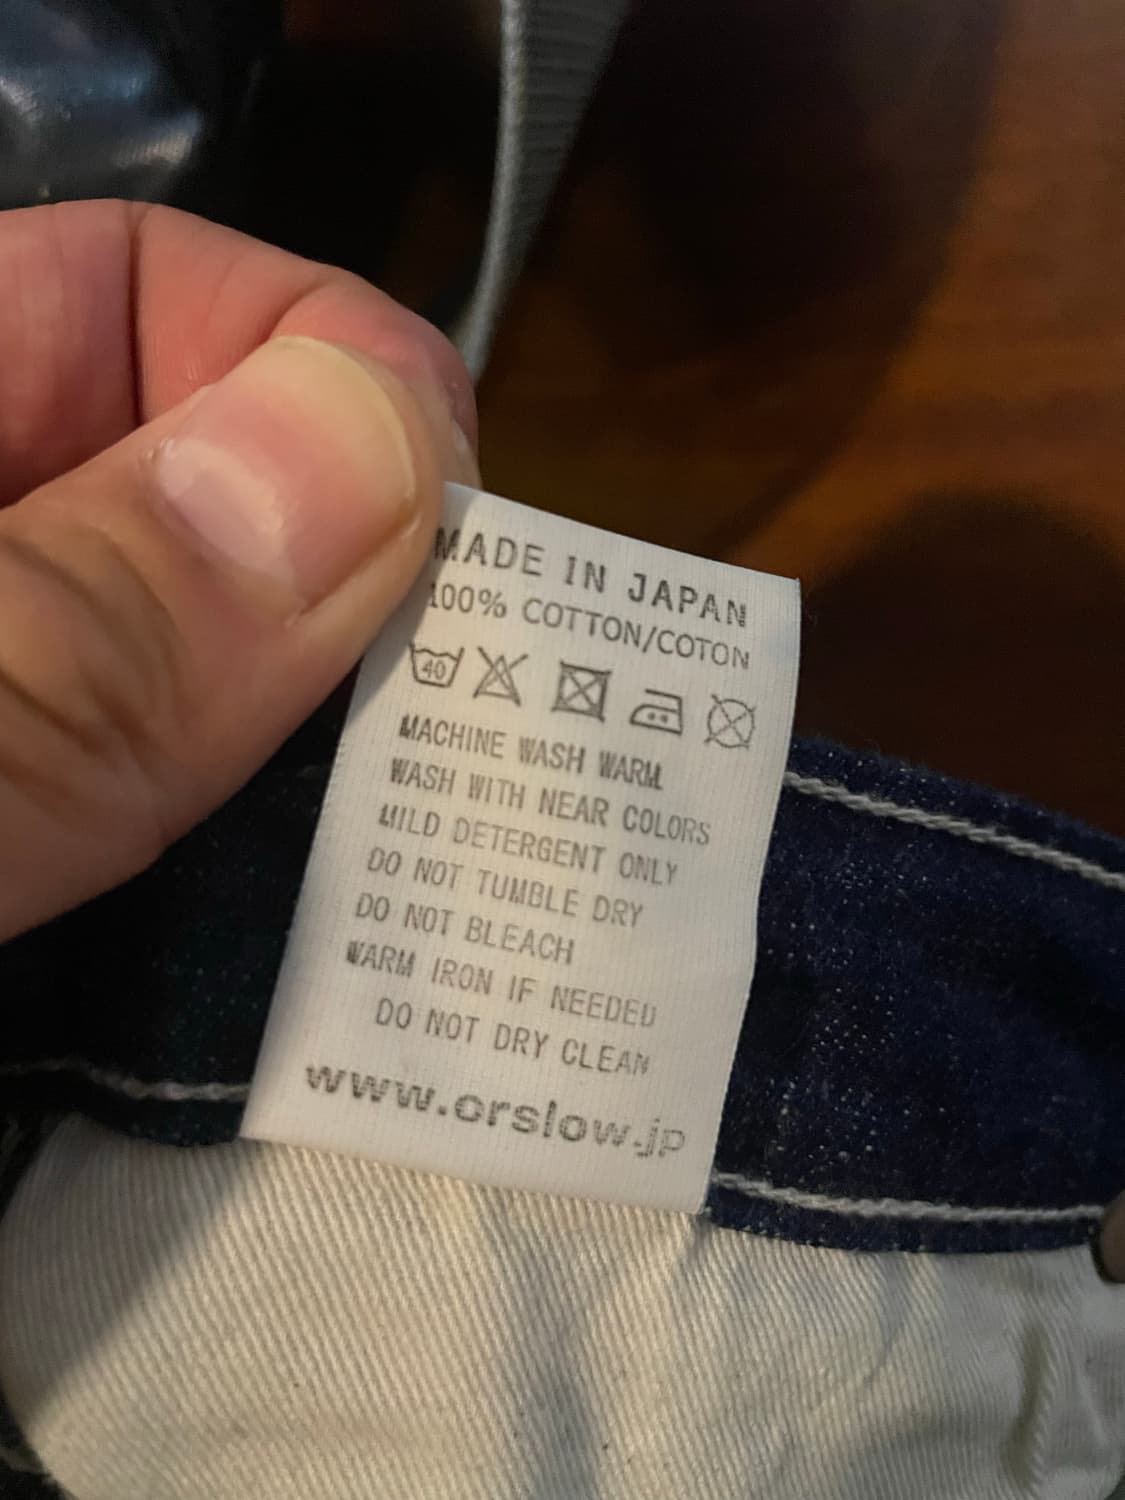 MADE IN JAPAN
100% COTTON/COTON
40
MACHINE WASH WARM
WASH WITH NEAR COLORS
MILD DETERGENT ONLY
DO NOT TUMBLE DRY
DO NOT BLEACH
WARM IRON IF NEEDED
DO NOT DRY CLEAN
www.orslow.jp